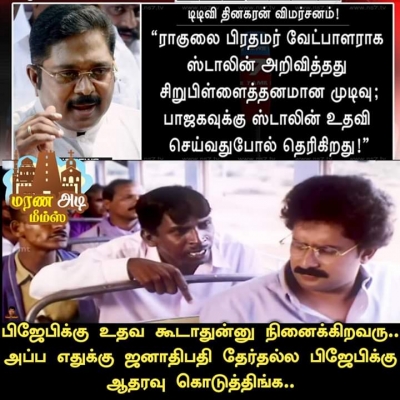 டிடிவி தினகரன் விமர்சனம்!
“ராகுலை பிரதமர் வேட்பாளராக
ஸ்டாலின் அறிவித்தது
சிறுபிள்ளைத்தனமான முடிவு;
பாஜகவுக்கு ஸ்டாலின் உதவி
செய்வதுபோல் தெரிகிறது!”
மரண அடி
மீம்ஸ்
பிஜேபிக்கு உதவ கூடாதுன்னு நினைக்கிறவரு..
அப்ப எதுக்கு ஜனாதிபதி தேர்தல்ல பிஜேபிக்கு
ஆதரவு கொடுத்திங்க..